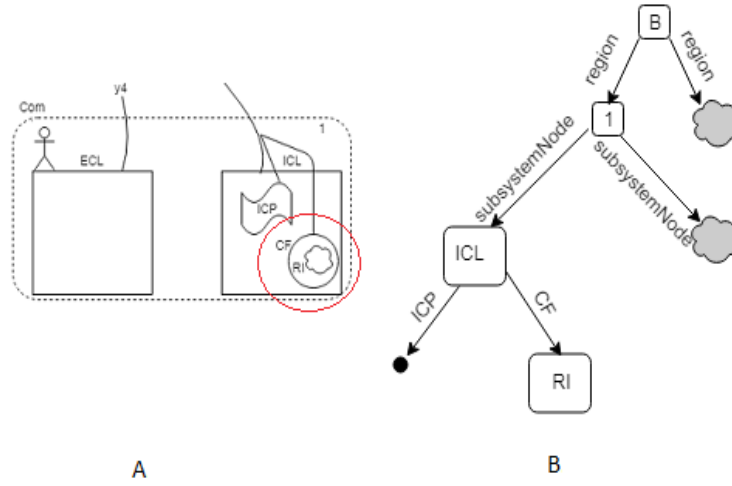 y4
Com
1
ECL
ICL
ICP
CF
RI
A
B
region
region
1
subsystemNode
subsystemNode
ICL
ICP
CF
RI
B